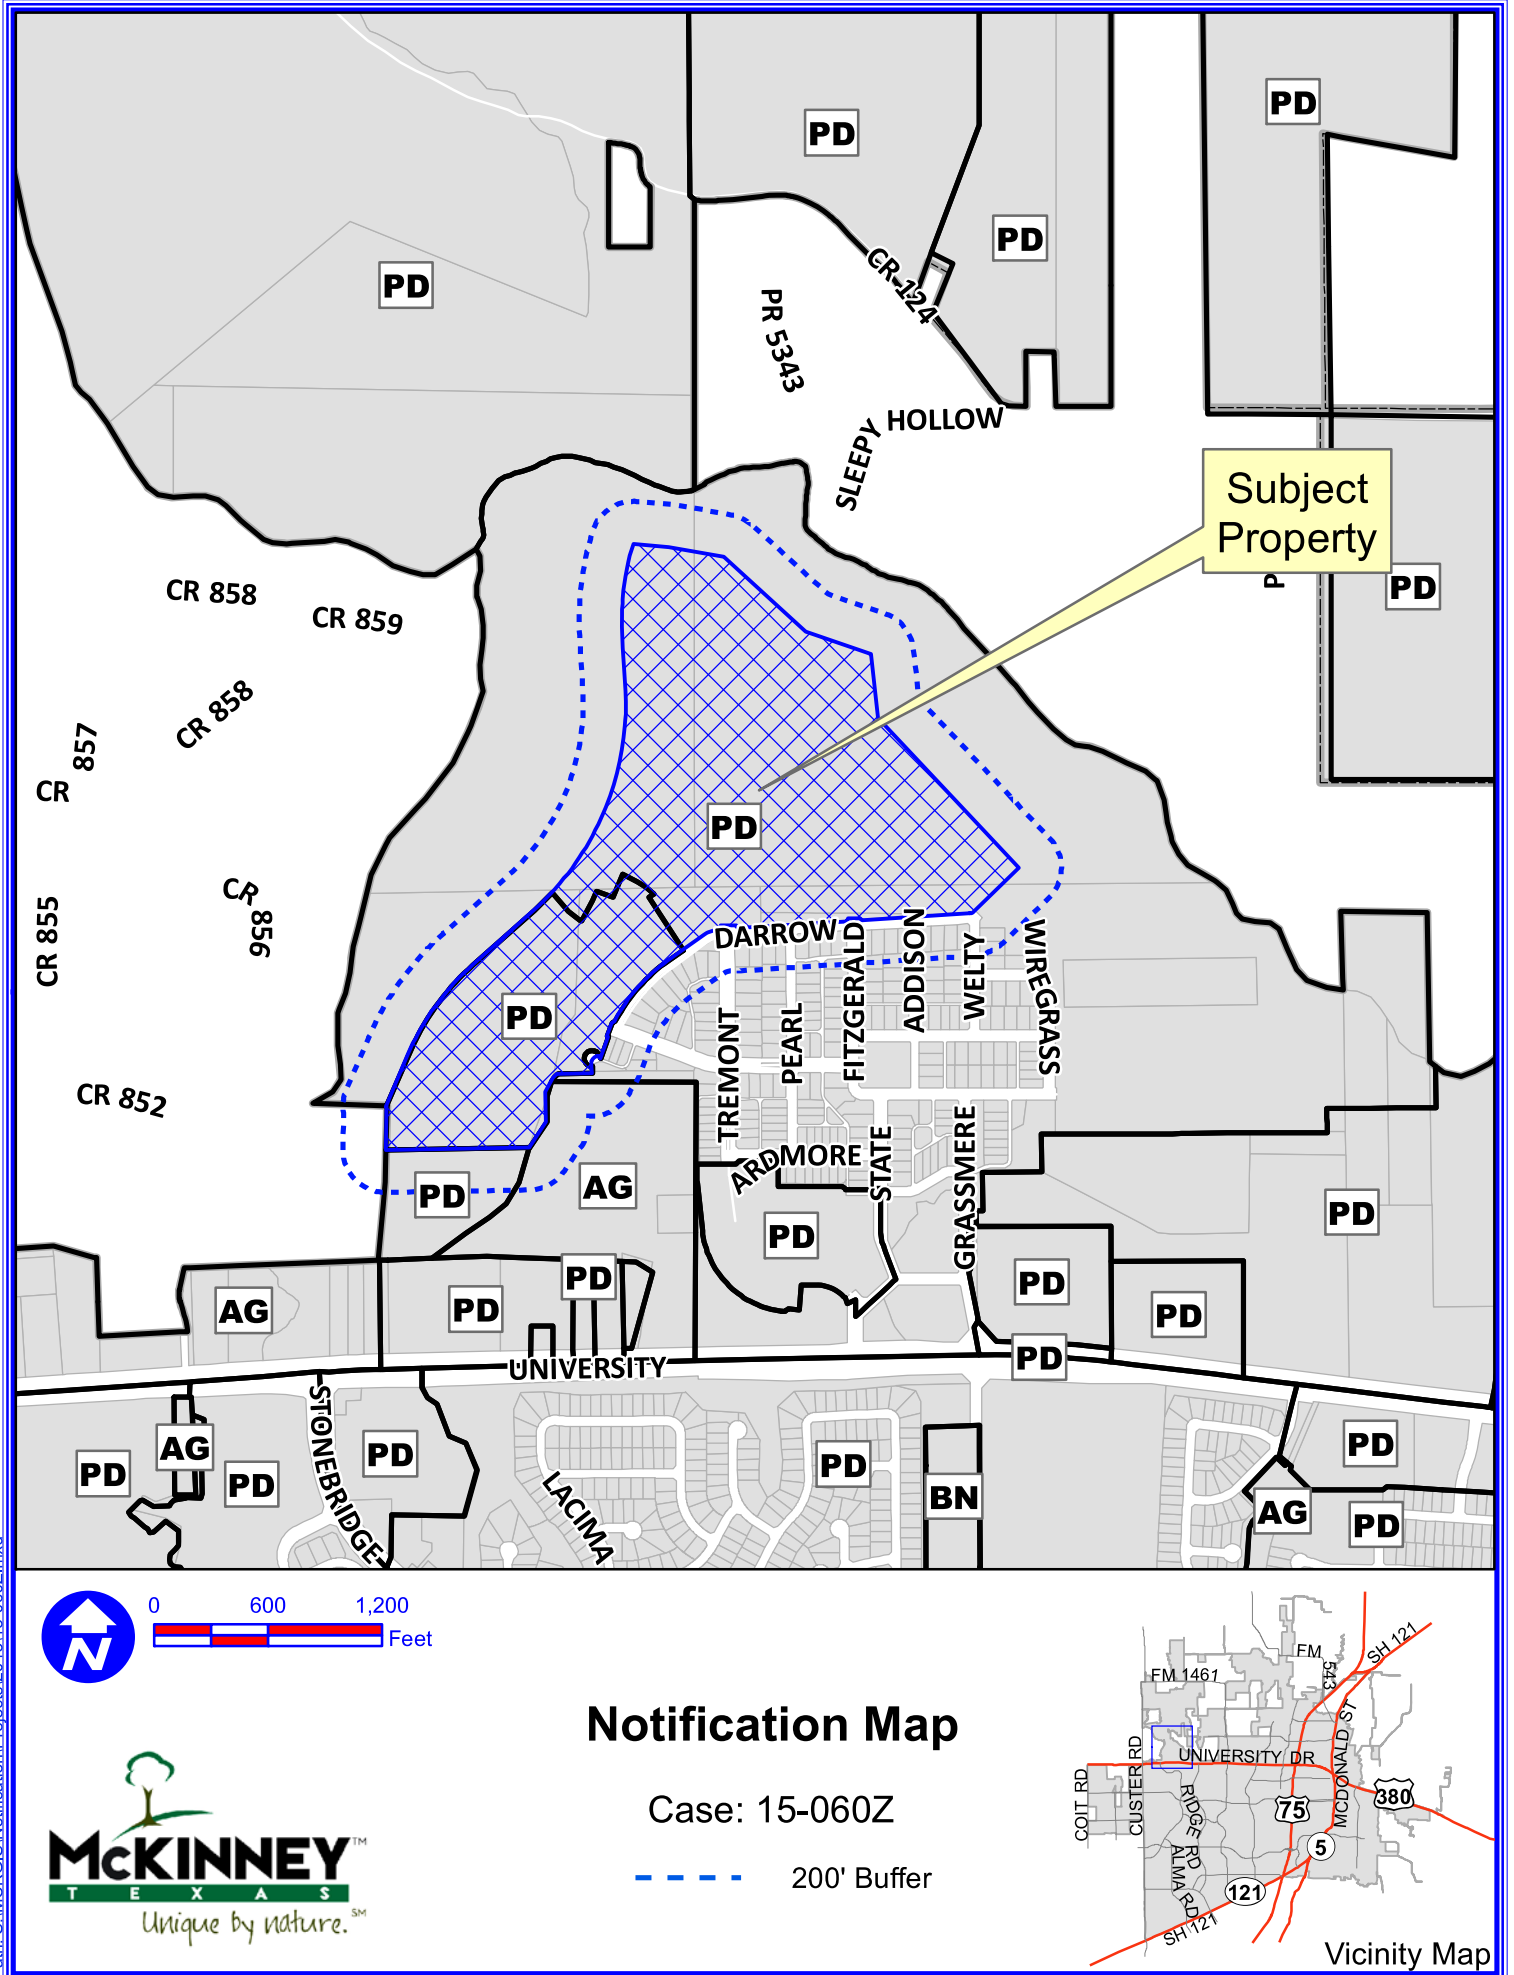 PD
PD
PD
PD
CR 124
PR 5343
SLEEPY HOLLOW
Subject
Property
P
PD
CR 858
CR 859
CR 858
CR 857
CR 856
CR 855
CR 852
PD
PD
DARROW
TREMONT
PEARL
FITZGERALD
ADDISON
WELTY
WIREGRASS
ARDMORE
STATE
GRASSMERE
PD
AG
PD
PD
AG
PD
PD
PD
PD
PD
UNIVERSITY
STONEBRIDGE
LACIMA
PD
AG
PD
PD
PD
BN
PD
AG
PD
0 600 1,200
Feet
N
Notification Map
Case: 15-060Z
200' Buffer
McKINNEY™
TEXAS
Unique by nature.℠
FM 1461
FM 543
SH 121
COIT RD
CUSTER RD
UNIVERSITY DR
MCDONALD ST
RIDGE RD
ALMA RD
75
380
5
121
SH 121
Vicinity Map